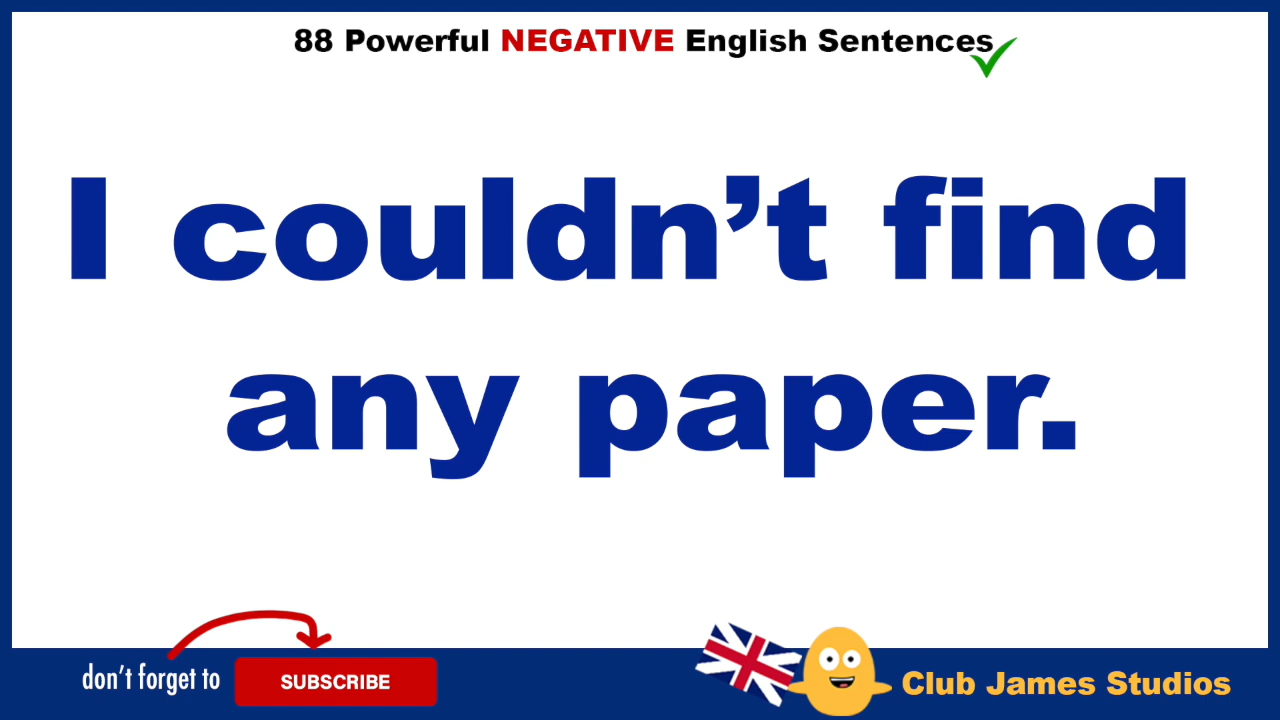 88 Powerful NEGATIVE English Sentences
I couldn’t find
any paper.
don't forget to
SUBSCRIBE
Club James Studios